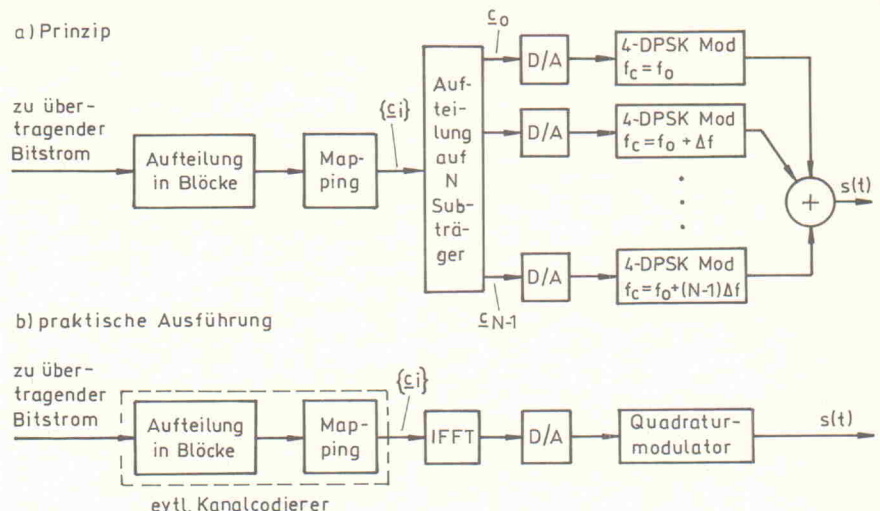 a) Prinzip
zu über-
tragender
Bitstrom
Aufteilung
in Blöcke
Map-
ping
{c̲i}
Auf-
tei-
lung
auf
N
Sub-
träger
c̲0
D/A
4-DPSK Mod
fc=f0
D/A
4-DPSK Mod
fc=f0+Δf
D/A
4-DPSK Mod
fc=f0+(N-1)Δf
c̲N-1
+
s(t)
b) praktische Ausführung
zu über-
tragender
Bitstrom
Aufteilung
in Blöcke
Map-
ping
{c̲i}
IFFT
D/A
Quadratur-
modulator
s(t)
evtl. Kanalcodierer